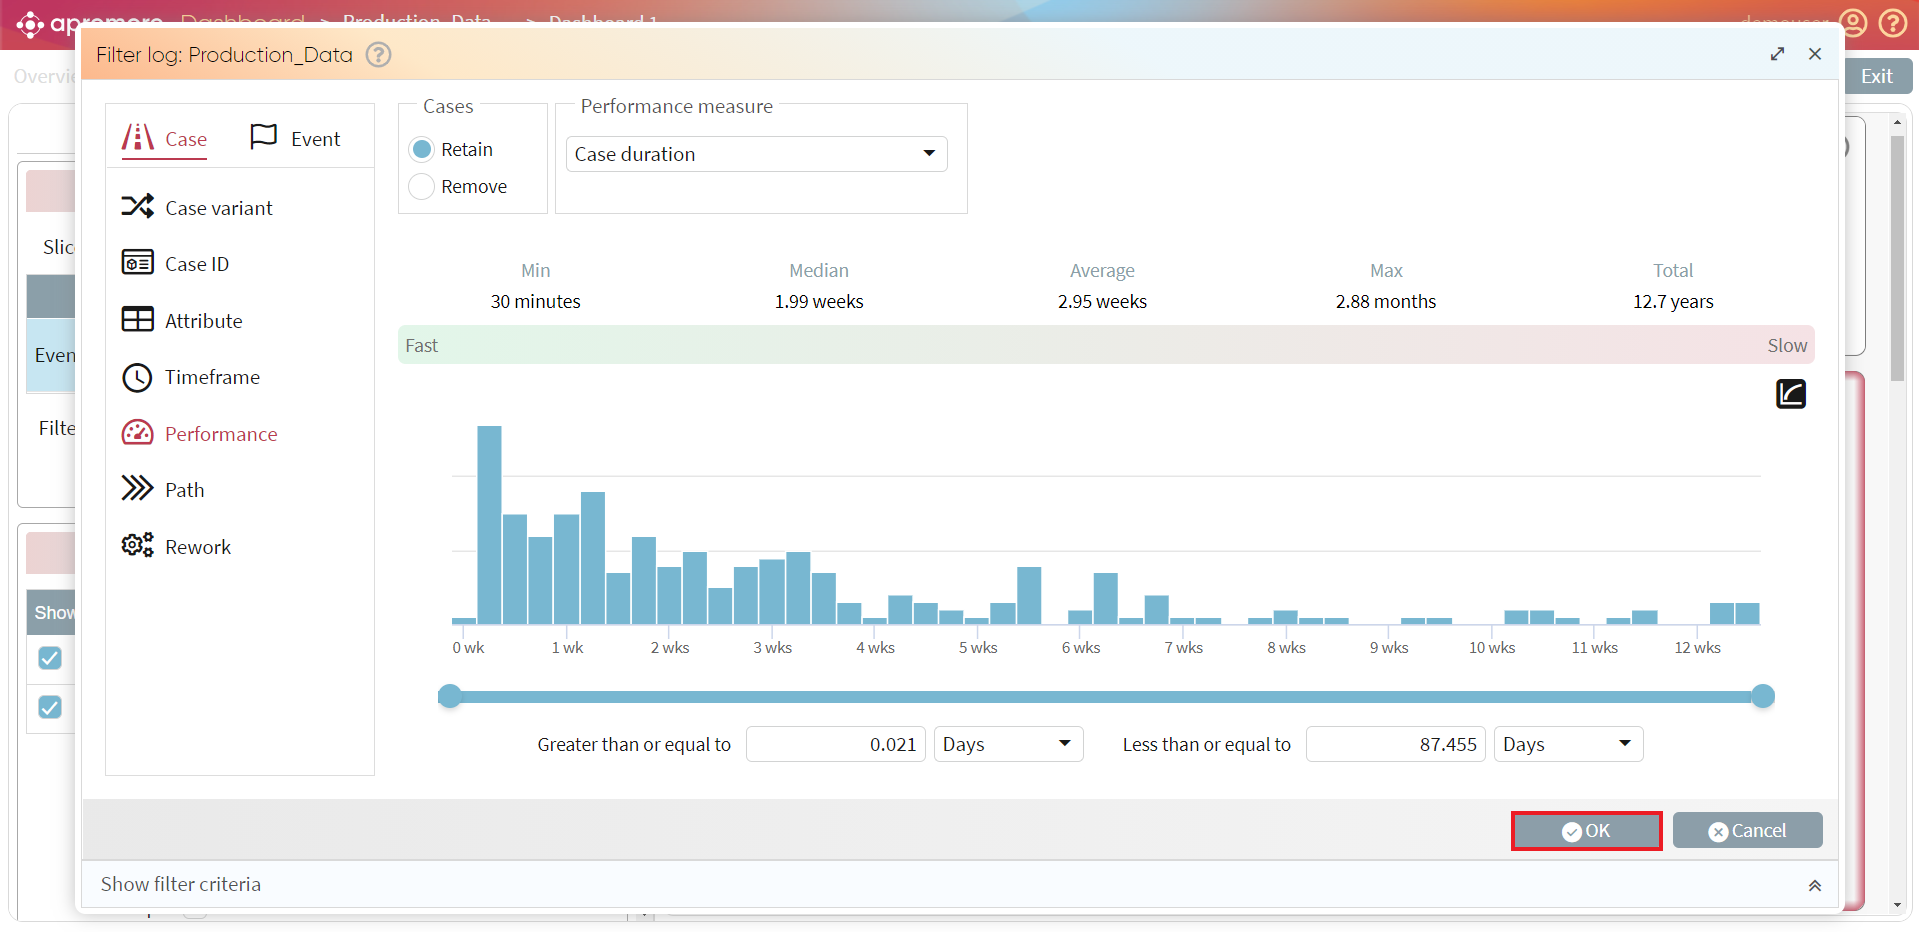 Filter log: Production_Data
Overvi
Exit
Case
Event
Cases
Performance measure
Retain
Remove
Case duration
Case variant
Case ID
Attribute
Timeframe
Performance
Path
Rework
Slic
Even
Filte
Show
Min
Median
Average
Max
Total
30 minutes
1.99 weeks
2.95 weeks
2.88 months
12.7 years
Fast
Slow
0 wk
1 wk
2 wks
3 wks
4 wks
5 wks
6 wks
7 wks
8 wks
9 wks
10 wks
11 wks
12 wks
Greater than or equal to
0.021
Days
Less than or equal to
87.455
Days
OK
Cancel
Show filter criteria